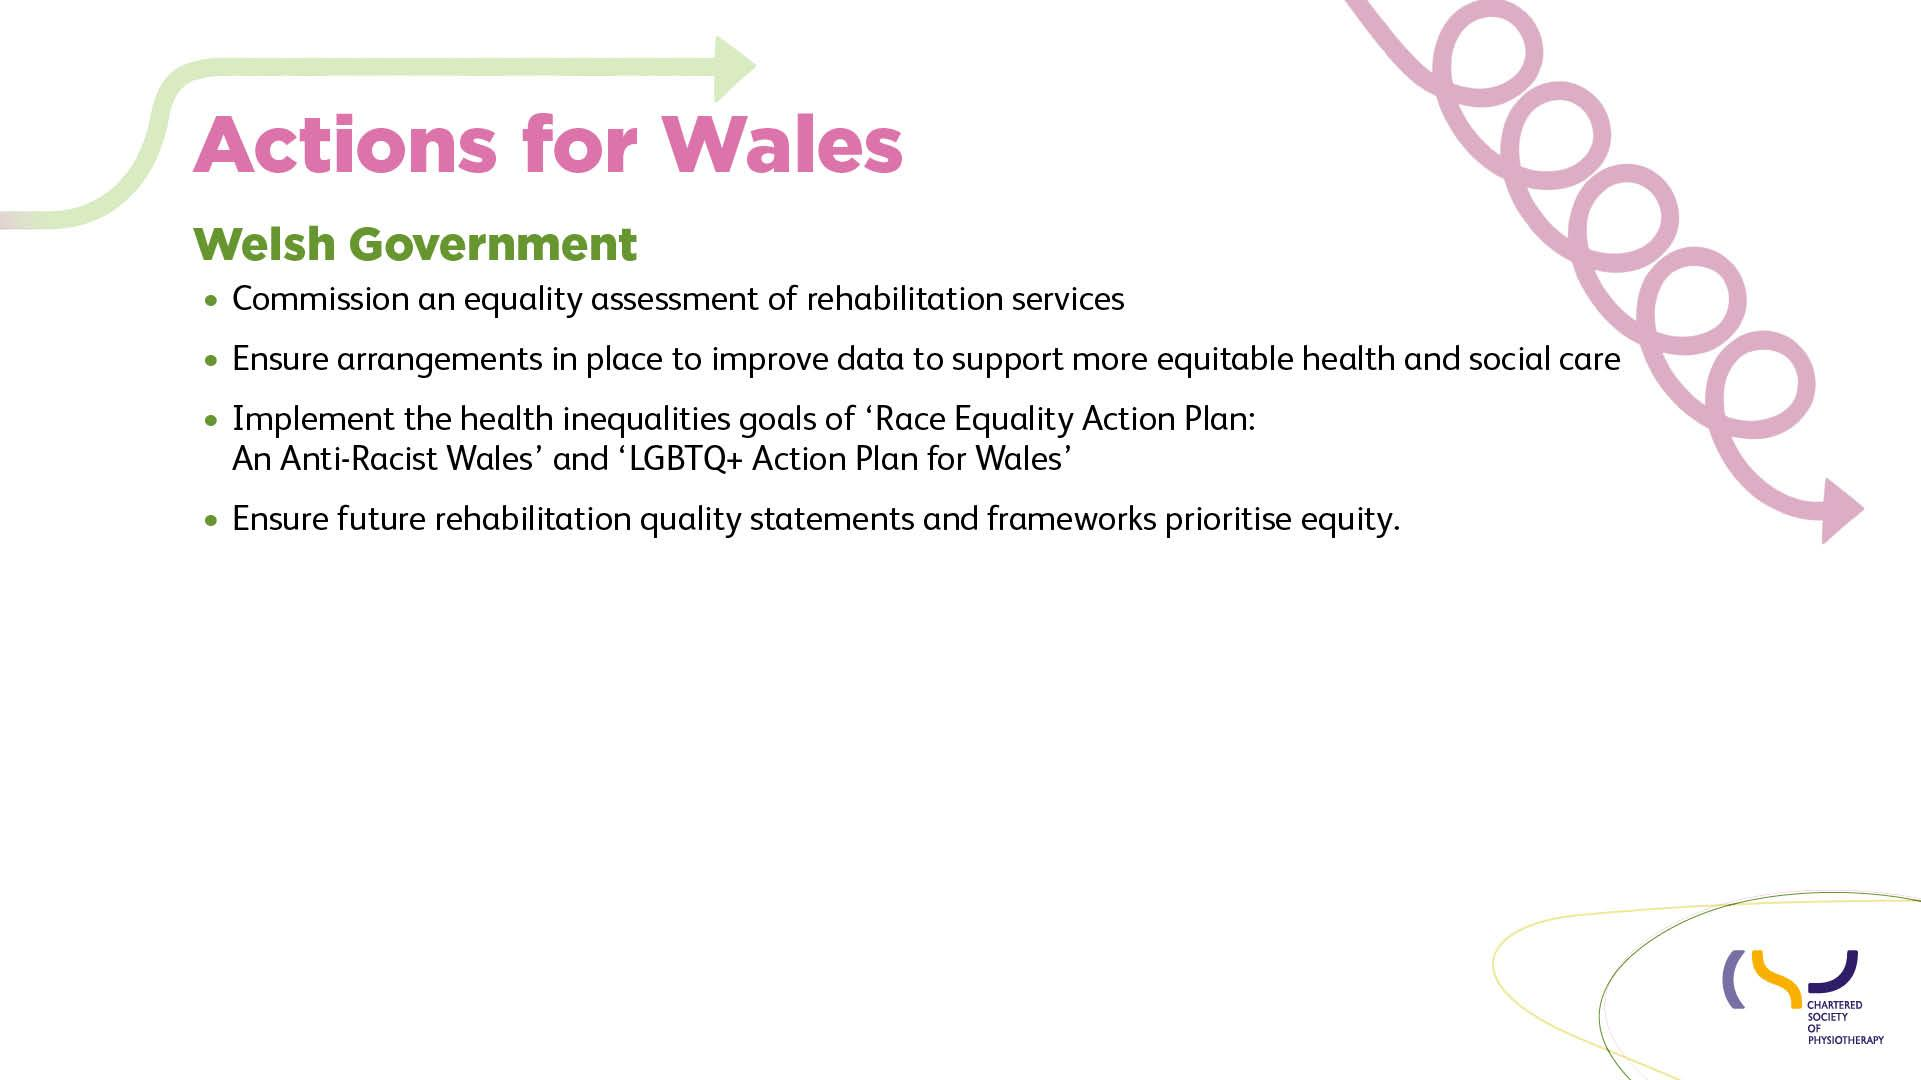 Actions for Wales
Welsh Government
• Commission an equality assessment of rehabilitation services
• Ensure arrangements in place to improve data to support more equitable health and social care
• Implement the health inequalities goals of ‘Race Equality Action Plan:
An Anti-Racist Wales’ and ‘LGBTQ+ Action Plan for Wales’
• Ensure future rehabilitation quality statements and frameworks prioritise equity.
CHARTERED
SOCIETY
OF
PHYSIOTHERAPY